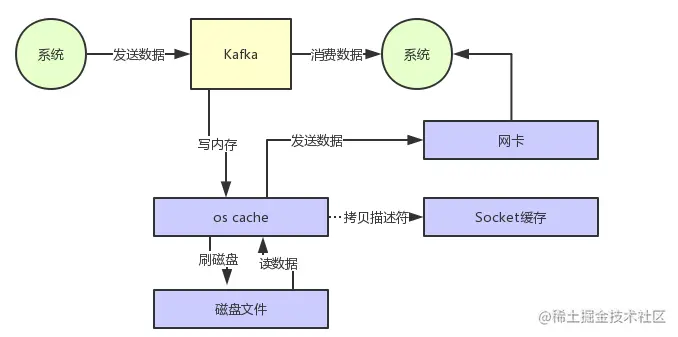 系统
发送数据
Kafka
消费数据
系统
写内存
发送数据
网卡
os cache
拷贝描述符
Socket缓存
刷磁盘
读数据
磁盘文件
@稀土掘金技术社区